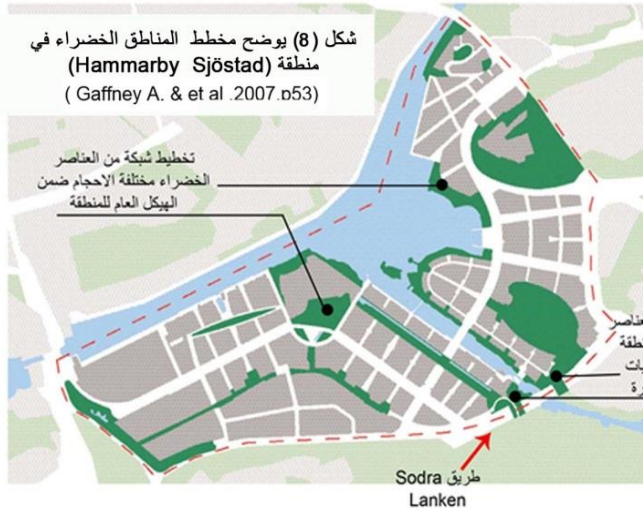 شكل (8) يوضح مخطط المناطق الخضراء في
منطقة (Hammarby Sjöstad)
( Gaffney A. & et al .2007.p53)
تخطيط شبكة من العناصر
الخضراء مختلفة الاحجام ضمن
الهيكل العام للمنطقة
طريق Sodra
Lanken